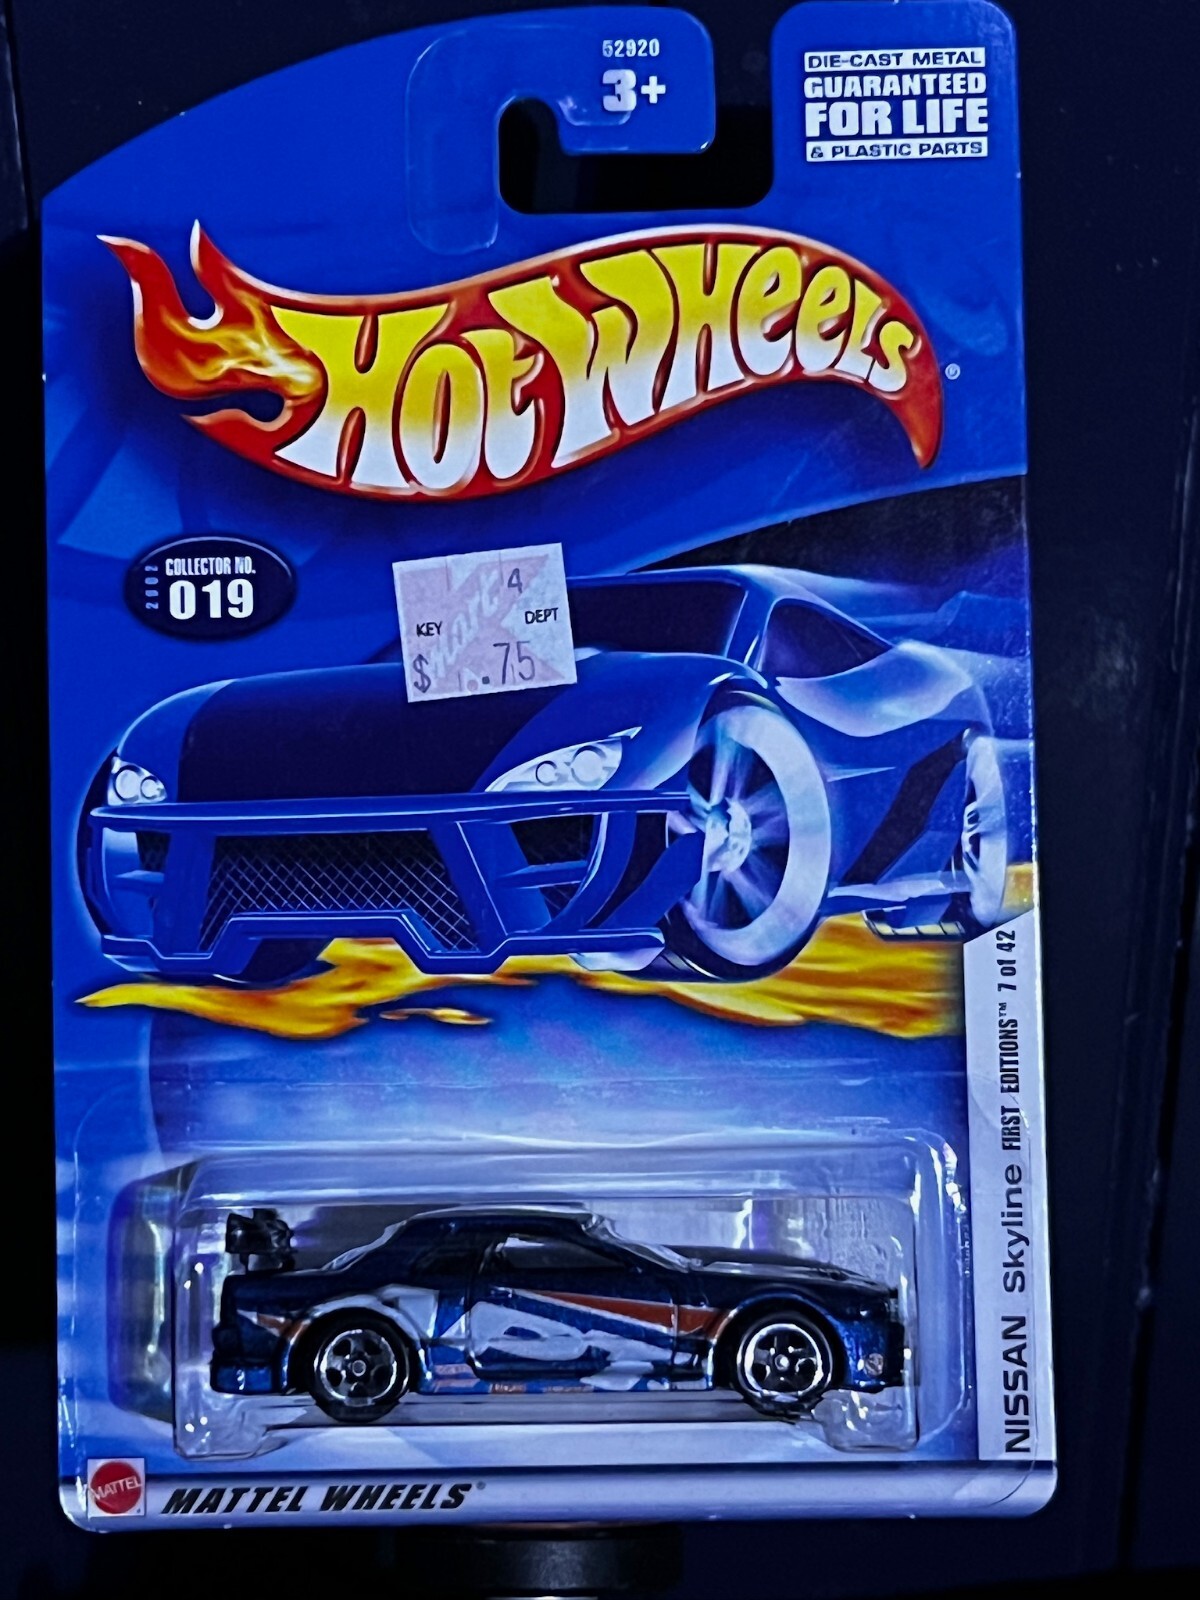 52920
3+
DIE-CAST METAL
GUARANTEED
FOR LIFE
& PLASTIC PARTS
HOT WHEELS®
2002
COLLECTOR NO.
019
4
KEY DEPT
$ .75
NISSAN Skyline FIRST EDITIONS™ 7 of 42
MATTEL
MATTEL WHEELS®